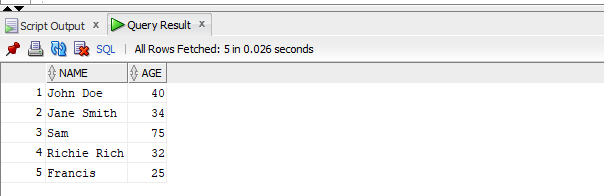 Script Output x Query Result x
SQL | All Rows Fetched: 5 in 0.026 seconds
NAME AGE
1 John Doe 40
2 Jane Smith 34
3 Sam 75
4 Richie Rich 32
5 Francis 25